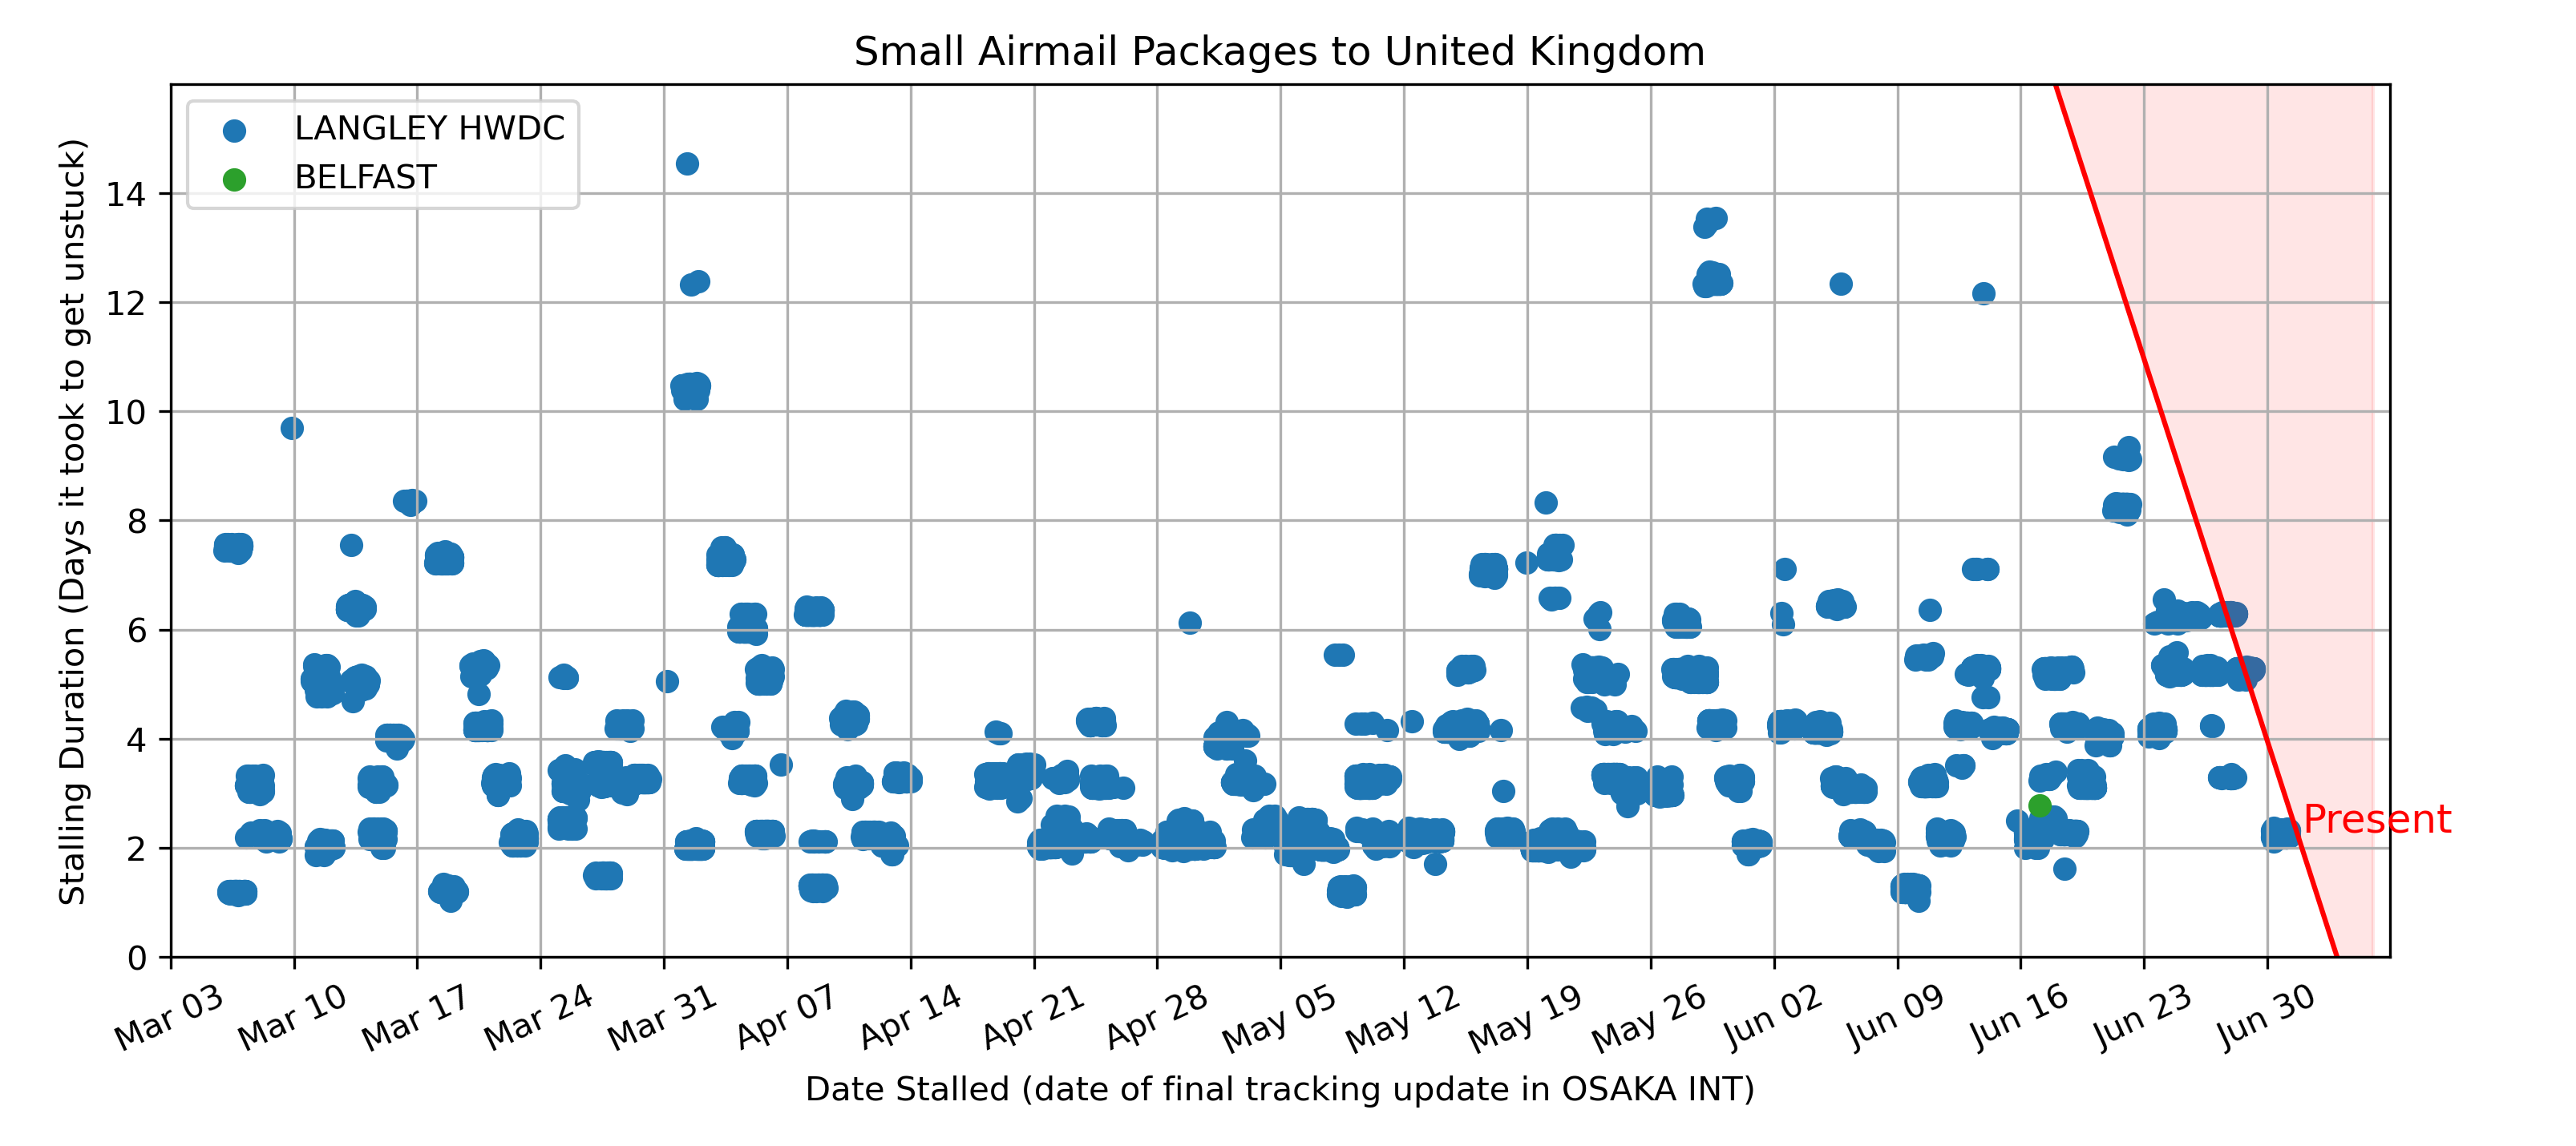 Small Airmail Packages to United Kingdom
LANGLEY HWDC
BELFAST
Stalling Duration (Days it took to get unstuck)
14
12
10
8
6
4
2
0
Present
Mar 03
Mar 10
Mar 17
Mar 24
Mar 31
Apr 07
Apr 14
Apr 21
Apr 28
May 05
May 12
May 19
May 26
Jun 02
Jun 09
Jun 16
Jun 23
Jun 30
Date Stalled (date of final tracking update in OSAKA INT)